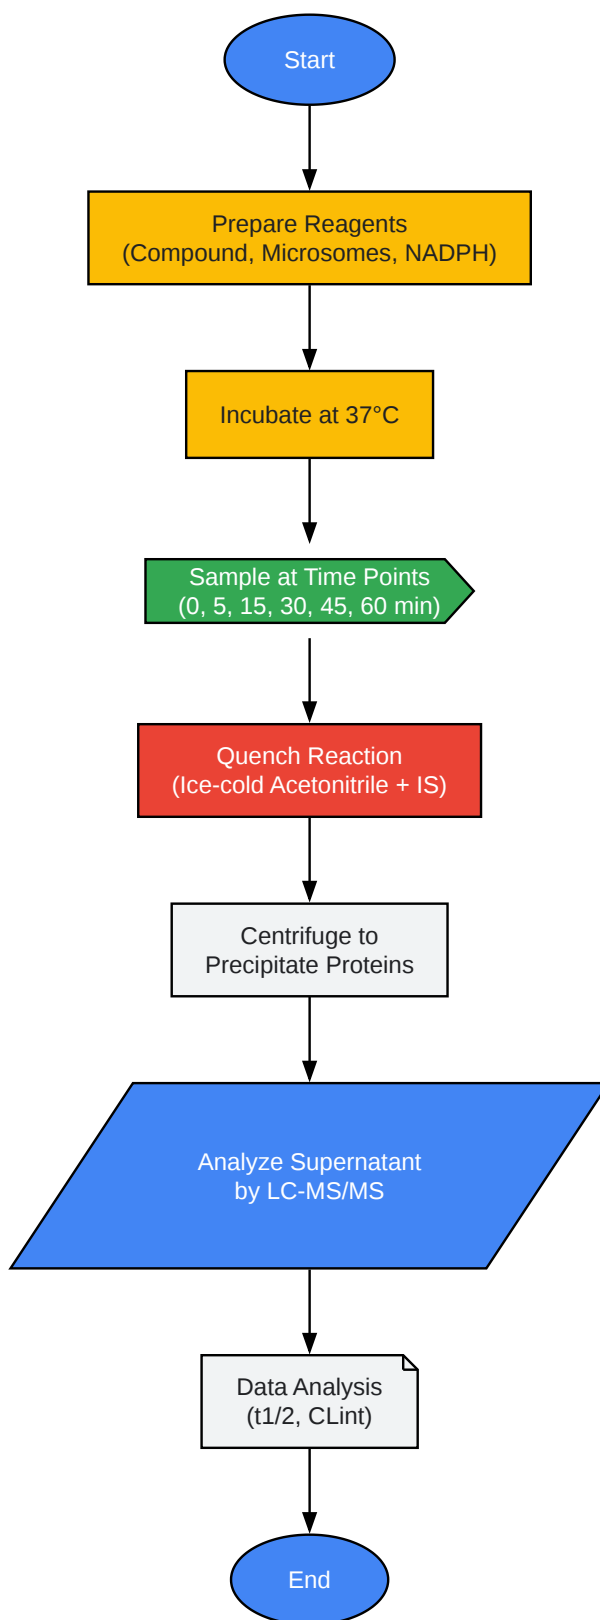 Start
Prepare Reagents
(Compound, Microsomes, NADPH)
Incubate at 37°C
Sample at Time Points
(0, 5, 15, 30, 45, 60 min)
Quench Reaction
(Ice-cold Acetonitrile + IS)
Centrifuge to
Precipitate Proteins
Analyze Supernatant
by LC-MS/MS
Data Analysis
(t1/2, CLint)
End